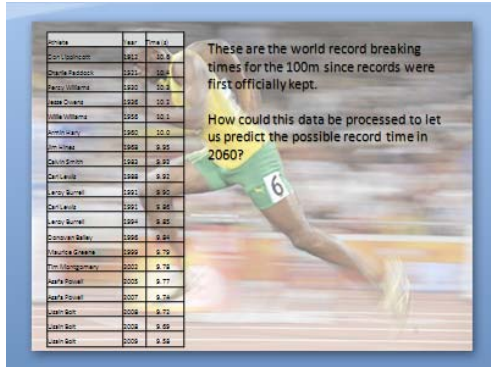 Athlete Year Time (s)
Don Lippincott 1912 10.6
Charlie Paddock 1921 10.4
Percy Williams 1930 10.3
Jesse Owens 1936 10.2
Willie Williams 1956 10.1
Armin Hary 1960 10.0
Jim Hines 1968 9.95
Calvin Smith 1983 9.93
Carl Lewis 1988 9.92
Leroy Burrell 1991 9.90
Carl Lewis 1991 9.86
Leroy Burrell 1994 9.85
Donovan Bailey 1996 9.84
Maurice Greene 1999 9.79
Tim Montgomery 2002 9.78
Asafa Powell 2005 9.77
Asafa Powell 2007 9.74
Usain Bolt 2008 9.72
Usain Bolt 2008 9.69
Usain Bolt 2009 9.58
These are the world record breaking
times for the 100m since records were
first officially kept.
How could this data be processed to let
us predict the possible record time in
2060?
6